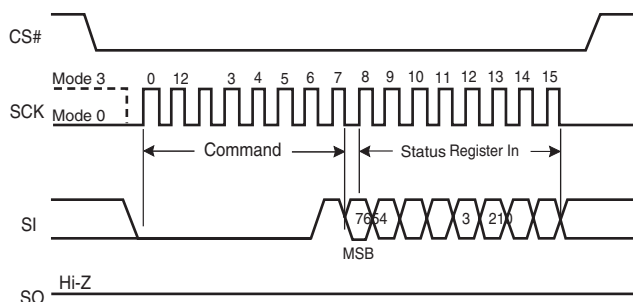 CS#
Mode 3
0 12 3 4 5 6 7 8 9 10 11 12 13 14 15
SCK
Mode 0
Command
Status Register In
SI
7654 3 210
MSB
Hi-Z
SO